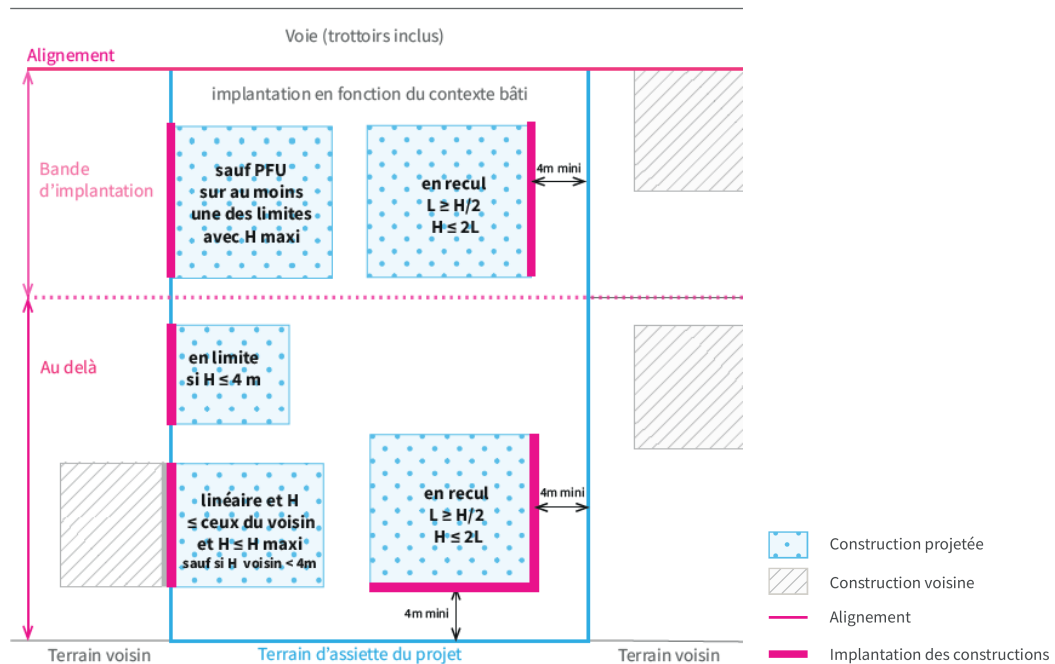 Voie (trottoirs inclus)
Alignement
implantation en fonction du contexte bâti
Bande
d'implantation
sauf PFU
sur au moins
une des limites
avec H maxi
en recul
L ≥ H/2
H ≤ 2L
4m mini
Au delà
en limite
si H ≤ 4 m
linéaire et H
≤ ceux du voisin
et H ≤ H maxi
sauf si H voisin < 4m
en recul
L ≥ H/2
H ≤ 2L
4m mini
4m mini
Terrain voisin
Terrain d'assiette du projet
Terrain voisin
Construction projetée
Construction voisine
Alignement
Implantation des constructions